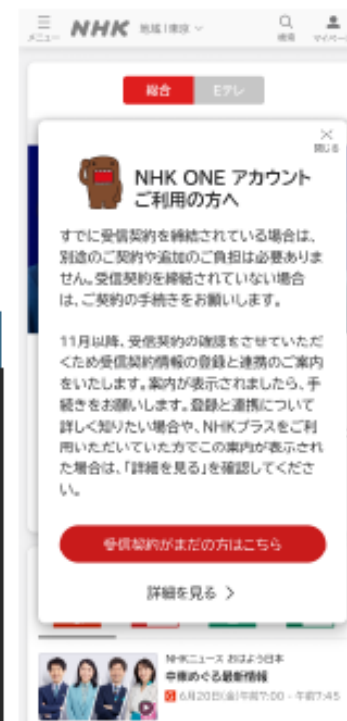 メニュー
NHK
地域 | 東京
検索
マイページ
総合
Eテレ
閉じる
NHK ONE アカウント
ご利用の方へ
すでに受信契約を締結されている場合は、
別途のご契約や追加のご負担は必要ありま
せん。受信契約を締結されていない場合
は、ご契約の手続きをお願いします。
11月以降、受信契約の確認をさせていただ
くため受信契約情報の登録と連携のご案内
をいたします。案内が表示されましたら、手
続きをお願いします。登録と連携について
詳しく知りたい場合や、NHKプラスをご利
用いただいていた方でこの案内が表示され
た場合は、「詳細を見る」を確認してくださ
い。
受信契約がまだの方はこちら
詳細を見る
NHKニュース おはよう日本
中東めぐる最新情報
6月20日(金)午前7:00 - 午前7:45